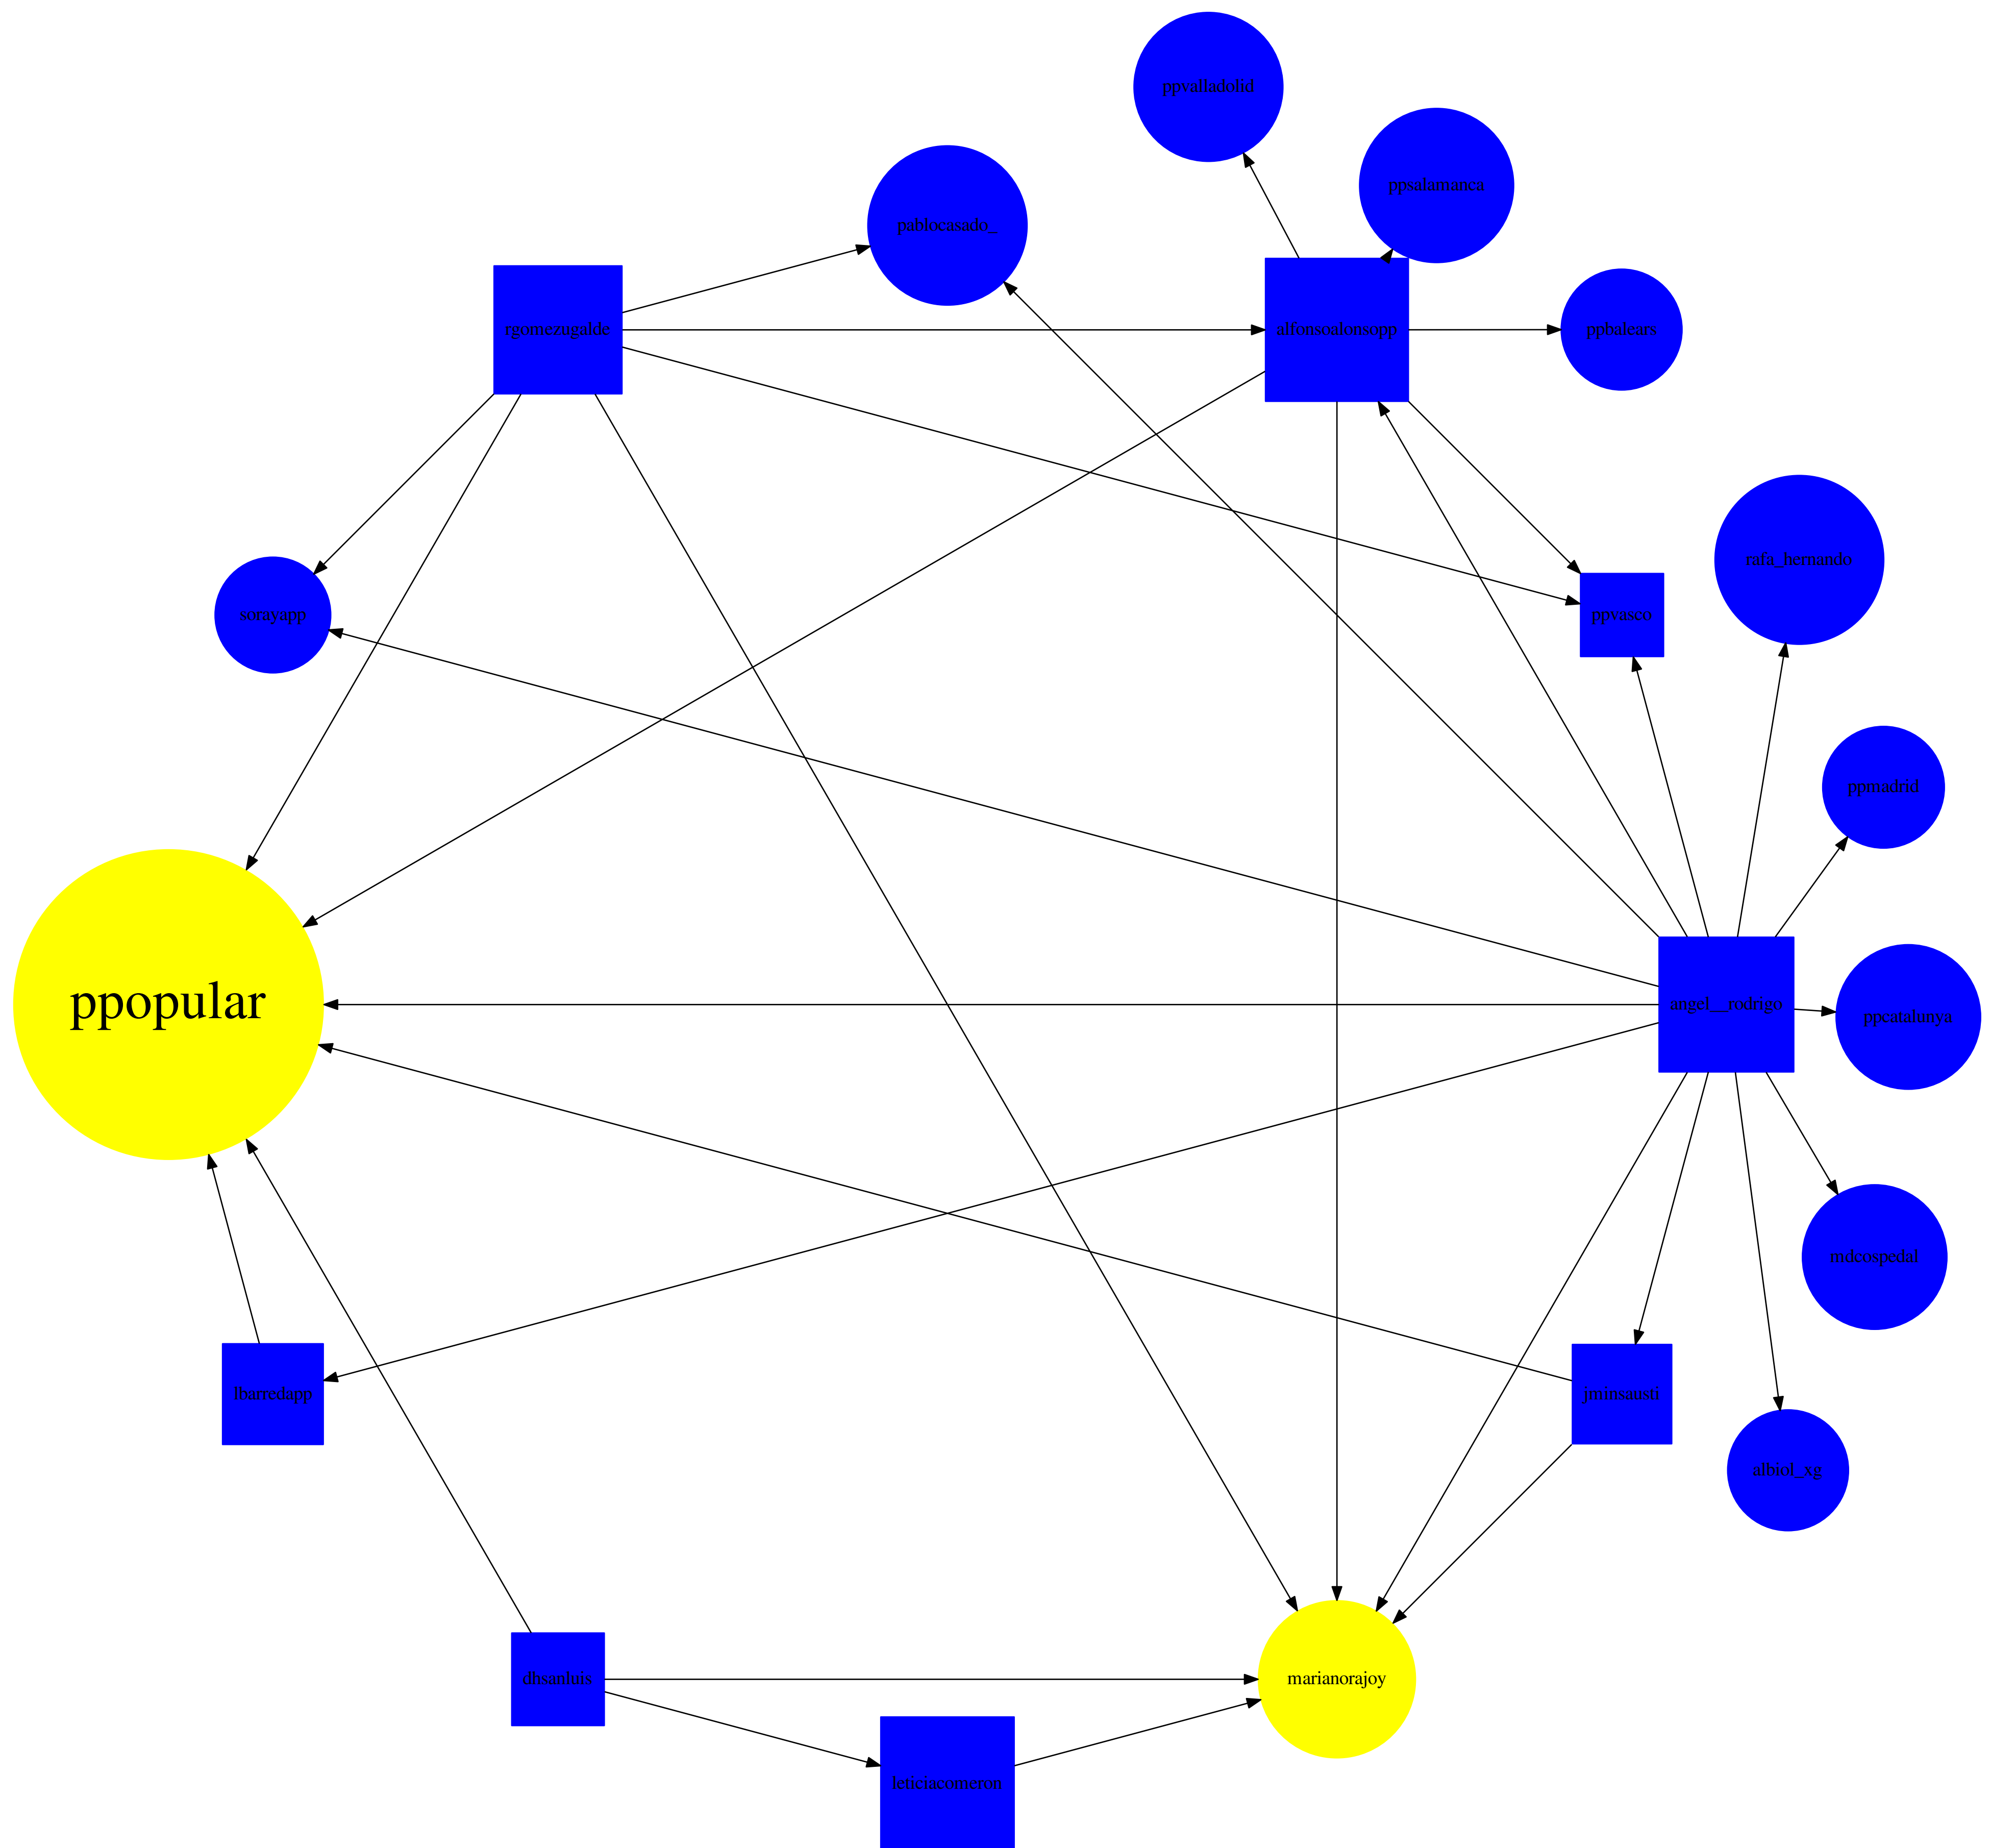 ppvalladolid
ppsalamanca
pablocasado_
rgomezugalde
alfonsoalonsopp
ppbalears
rafa_hernando
sorayapp
ppvasco
ppmadrid
ppopular
angel__rodrigo
ppcatalunya
mdcospedal
lbarredapp
jmmsausti
albiol_xg
dhsanluis
marianorajoy
leticiacomeron